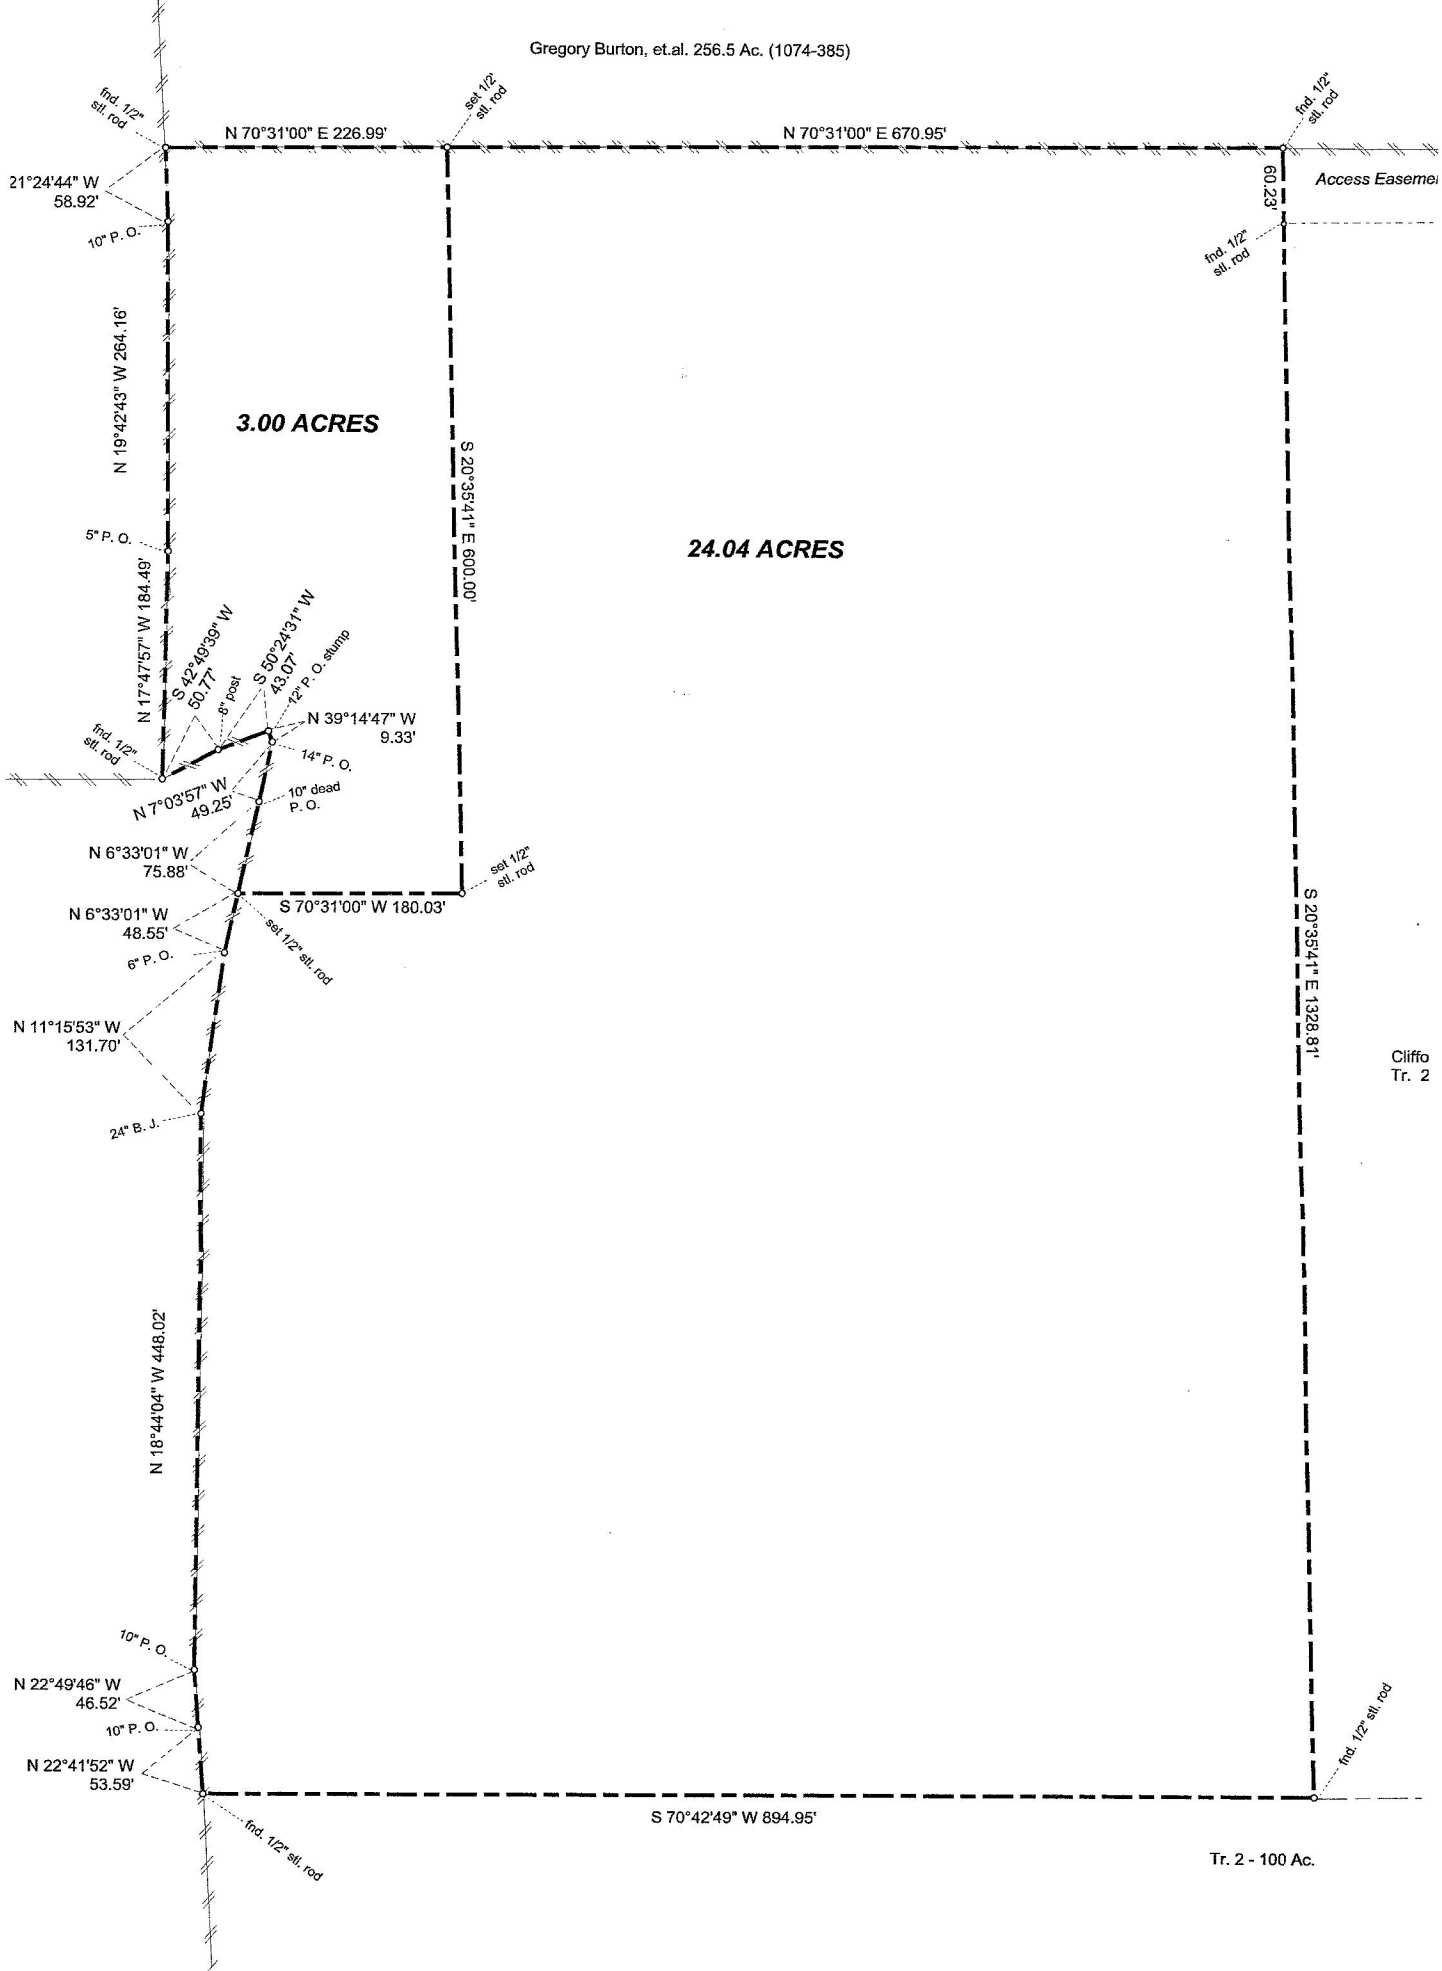 Gregory Burton, et.al. 256.5 Ac. (1074-385)
fnd. 1/2"
stl. rod
set 1/2'
stl. rod
fnd. 1/2"
stl. rod
N 70°31'00" E 226.99'
N 70°31'00" E 670.95'
21°24'44" W
58.92'
60.23'
Access Easeme
10" P. O.
fnd. 1/2"
stl. rod
N 19°42'43" W 264.16'
3.00 ACRES
S 20°35'41" E 600.00'
24.04 ACRES
5" P. O.
N 17°47'57" W 184.49'
S 42°49'39" W
50.77'
8" post
S 50°24'31" W
43.07'
12" P. O. stump
N 39°14'47" W
9.33'
fnd. 1/2"
stl. rod
14" P. O.
N 7°03'57" W
49.25'
10" dead
P. O.
N 6°33'01" W
75.88'
set 1/2"
stl. rod
S 70°31'00" W 180.03'
N 6°33'01" W
48.55'
set 1/2" stl. rod
6" P. O.
S 20°35'41" E 1328.81'
N 11°15'53" W
131.70'
Cliffo
Tr. 2
24" B. J.
N 18°44'04" W 448.02'
10" P. O.
N 22°49'46" W
46.52'
10" P. O.
N 22°41'52" W
53.59'
fnd. 1/2" stl. rod
S 70°42'49" W 894.95'
fnd. 1/2" stl. rod
Tr. 2 - 100 Ac.